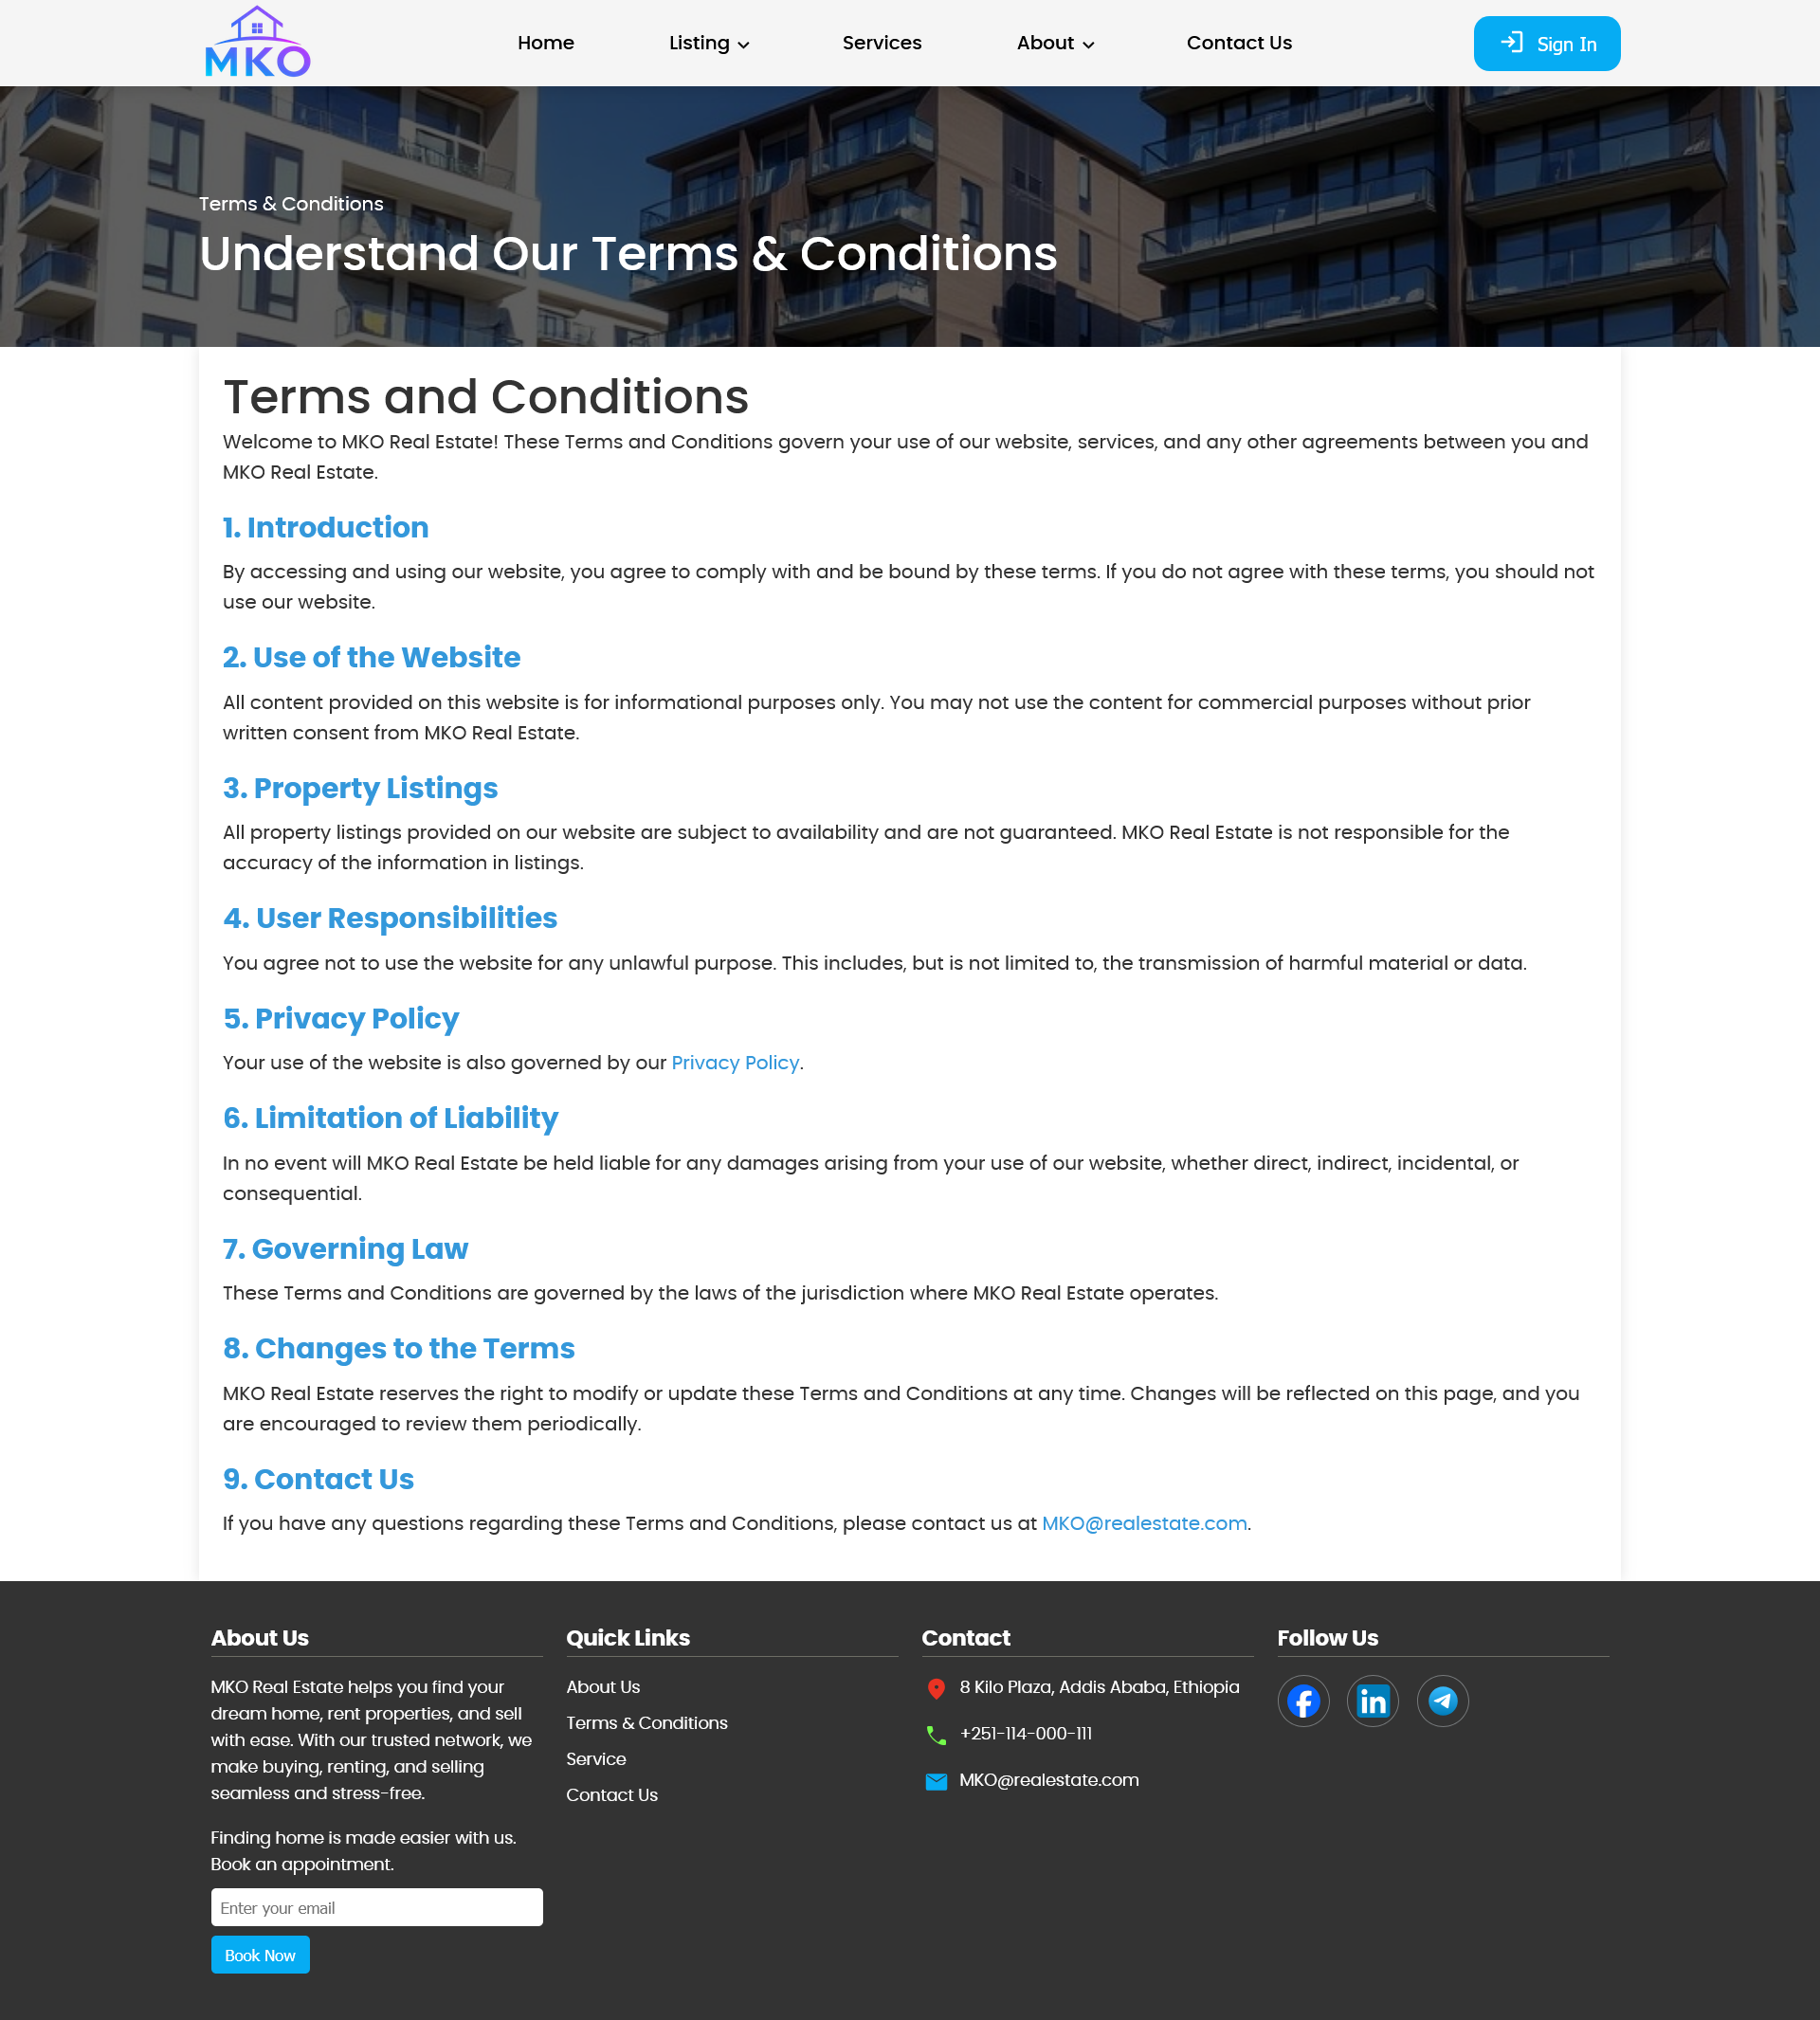 MKO
Home
Listing
Services
About
Contact Us
Sign In
Terms & Conditions
Understand Our Terms & Conditions
Terms and Conditions
Welcome to MKO Real Estate! These Terms and Conditions govern your use of our website, services, and any other agreements between you and
MKO Real Estate.
1. Introduction
By accessing and using our website, you agree to comply with and be bound by these terms. If you do not agree with these terms, you should not
use our website.
2. Use of the Website
All content provided on this website is for informational purposes only. You may not use the content for commercial purposes without prior
written consent from MKO Real Estate.
3. Property Listings
All property listings provided on our website are subject to availability and are not guaranteed. MKO Real Estate is not responsible for the
accuracy of the information in listings.
4. User Responsibilities
You agree not to use the website for any unlawful purpose. This includes, but is not limited to, the transmission of harmful material or data.
5. Privacy Policy
Your use of the website is also governed by our Privacy Policy.
6. Limitation of Liability
In no event will MKO Real Estate be held liable for any damages arising from your use of our website, whether direct, indirect, incidental, or
consequential.
7. Governing Law
These Terms and Conditions are governed by the laws of the jurisdiction where MKO Real Estate operates.
8. Changes to the Terms
MKO Real Estate reserves the right to modify or update these Terms and Conditions at any time. Changes will be reflected on this page, and you
are encouraged to review them periodically.
9. Contact Us
If you have any questions regarding these Terms and Conditions, please contact us at MKO@realestate.com.
About Us
MKO Real Estate helps you find your
dream home, rent properties, and sell
with ease. With our trusted network, we
make buying, renting, and selling
seamless and stress-free.
Finding home is made easier with us.
Book an appointment.
Enter your email
Book Now
Quick Links
About Us
Terms & Conditions
Service
Contact Us
Contact
8 Kilo Plaza, Addis Ababa, Ethiopia
+251-114-000-111
MKO@realestate.com
Follow Us